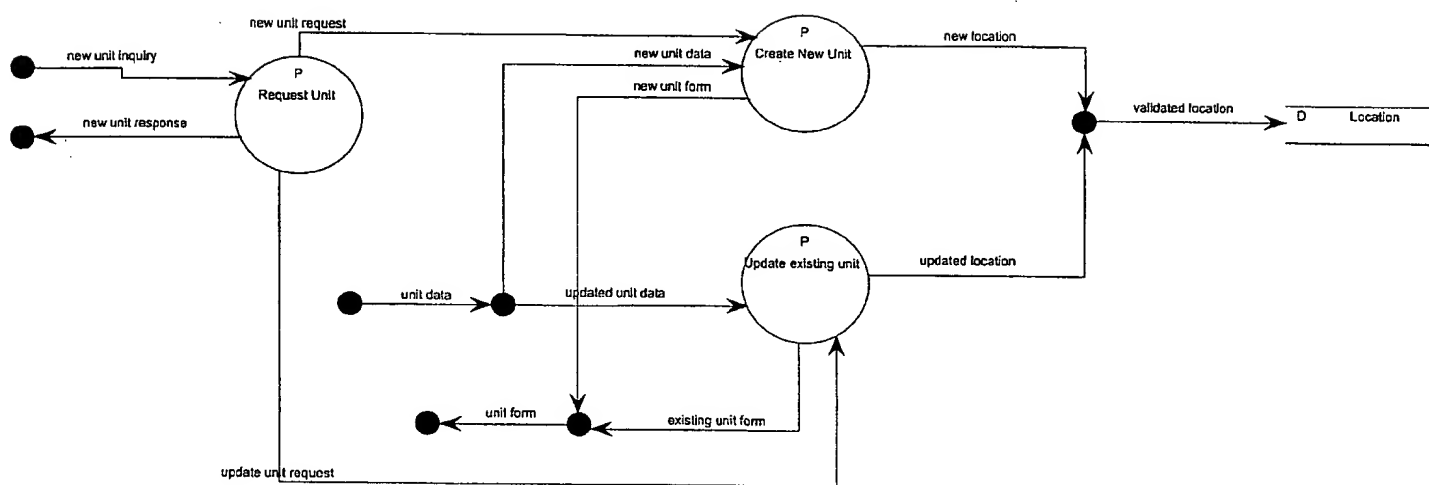 new unit request
P
Create New Unit
new location
new unit inquiry
new unit data
P
Request Unit
new unit form
validated location
D Location
new unit response
P
Update existing unit
updated location
unit data
updated unit data
unit form
existing unit form
update unit request